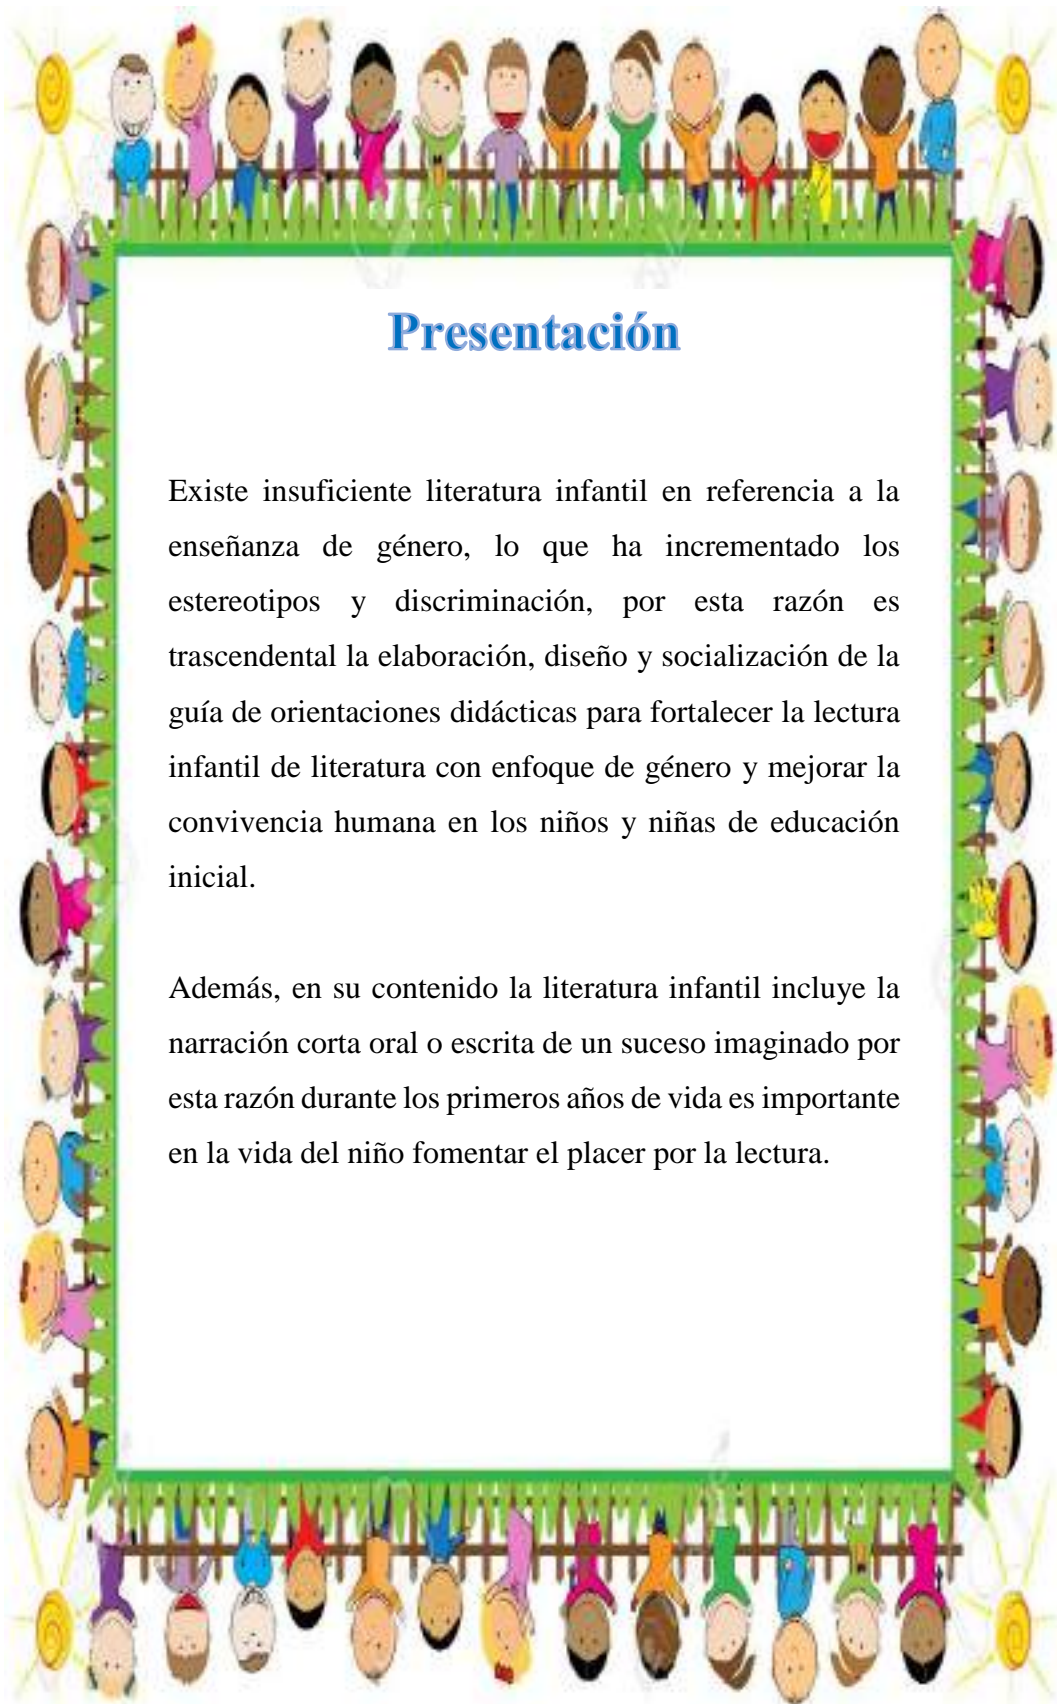 Presentación
Existe insuficiente literatura infantil en referencia a la
enseñanza de género, lo que ha incrementado los
estereotipos y discriminación, por esta razón es
trascendental la elaboración, diseño y socialización de la
guía de orientaciones didácticas para fortalecer la lectura
infantil de literatura con enfoque de género y mejorar la
convivencia humana en los niños y niñas de educación
inicial.
Además, en su contenido la literatura infantil incluye la
narración corta oral o escrita de un suceso imaginado por
esta razón durante los primeros años de vida es importante
en la vida del niño fomentar el placer por la lectura.